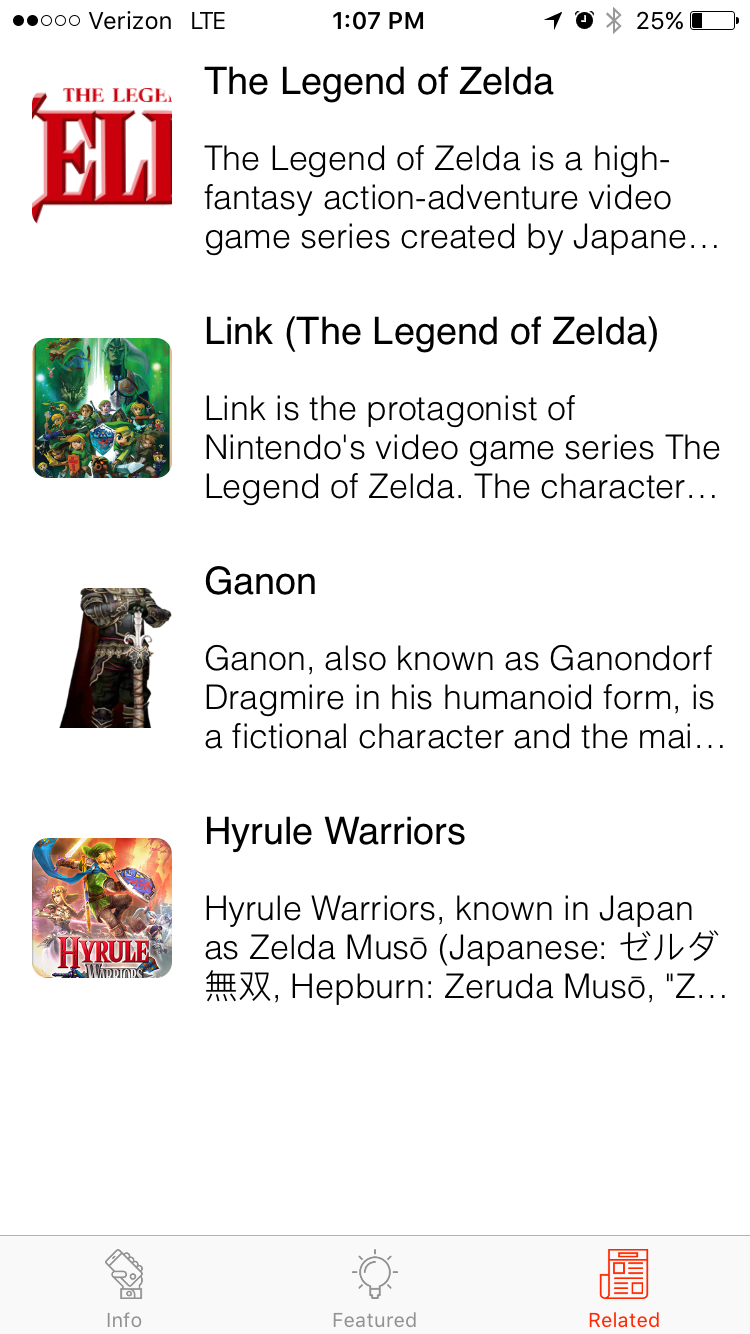 Verizon LTE 1:07 PM 25%
THE LEGE
ELI
The Legend of Zelda
The Legend of Zelda is a high-
fantasy action-adventure video
game series created by Japane…
Link (The Legend of Zelda)
Link is the protagonist of
Nintendo's video game series The
Legend of Zelda. The character…
Ganon
Ganon, also known as Ganondorf
Dragmire in his humanoid form, is
a fictional character and the mai…
HYRULE
WARRIORS
Hyrule Warriors
Hyrule Warriors, known in Japan
as Zelda Musō (Japanese: ゼルダ
無双, Hepburn: Zeruda Musō, "Z…
Info
Featured
Related